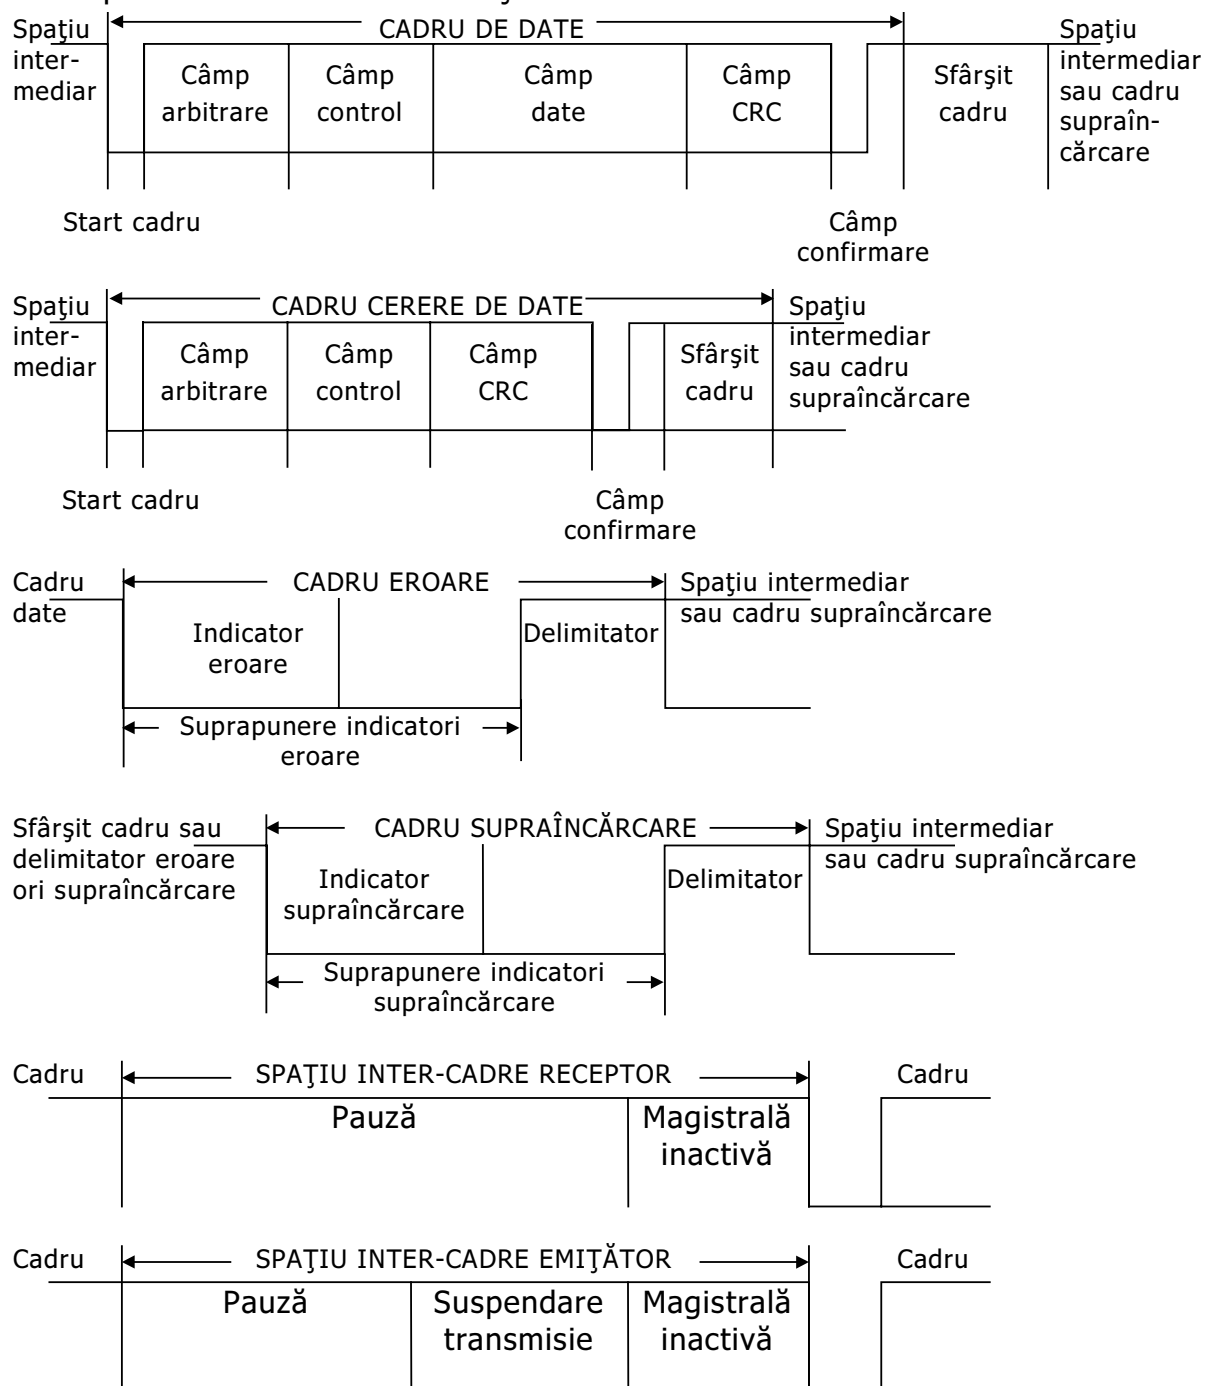 CADRU DE DATE
Spaţiu
inter-
mediar
Câmp
arbitrare
Câmp
control
Câmp
date
Câmp
CRC
Sfârşit
cadru
Spaţiu
intermediar
sau cadru
supraîn-
cărcare
Start cadru
Câmp
confirmare
CADRU CERERE DE DATE
Spaţiu
inter-
mediar
Câmp
arbitrare
Câmp
control
Câmp
CRC
Sfârşit
cadru
Spaţiu
intermediar
sau cadru
supraîncărcare
Start cadru
Câmp
confirmare
Cadru
date
CADRU EROARE
Indicator
eroare
Delimitator
Spaţiu intermediar
sau cadru supraîncărcare
Suprapunere indicatori
eroare
Sfârşit cadru sau
delimitator eroare
ori supraîncărcare
CADRU SUPRAÎNCĂRCARE
Indicator
supraîncărcare
Delimitator
Spaţiu intermediar
sau cadru supraîncărcare
Suprapunere indicatori
supraîncărcare
Cadru
SPAŢIU INTER-CADRE RECEPTOR
Cadru
Pauză
Magistrală
inactivă
Cadru
SPAŢIU INTER-CADRE EMIŢĂTOR
Cadru
Pauză
Suspendare
transmisie
Magistrală
inactivă